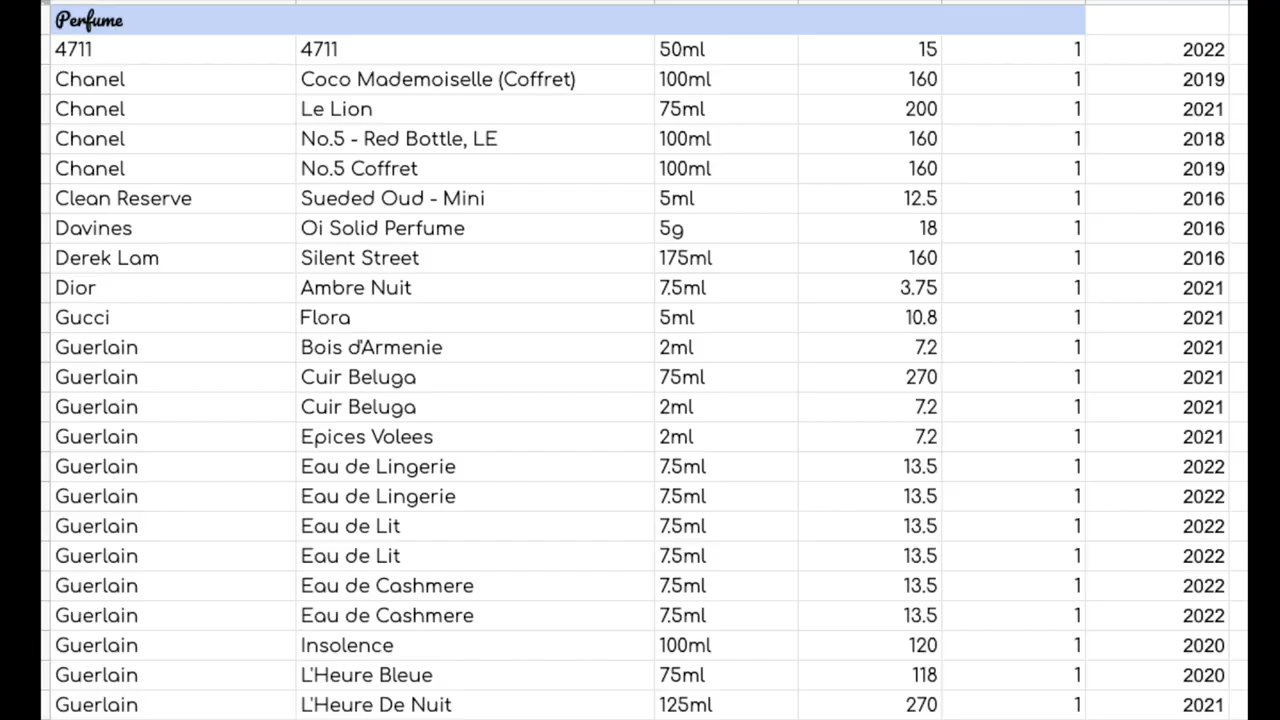 Perfume
4711 4711 50ml 15 1 2022
Chanel Coco Mademoiselle (Coffret) 100ml 160 1 2019
Chanel Le Lion 75ml 200 1 2021
Chanel No.5 - Red Bottle, LE 100ml 160 1 2018
Chanel No.5 Coffret 100ml 160 1 2019
Clean Reserve Sueded Oud - Mini 5ml 12.5 1 2016
Davines Oi Solid Perfume 5g 18 1 2016
Derek Lam Silent Street 175ml 160 1 2016
Dior Ambre Nuit 7.5ml 3.75 1 2021
Gucci Flora 5ml 10.8 1 2021
Guerlain Bois d'Armenie 2ml 7.2 1 2021
Guerlain Cuir Beluga 75ml 270 1 2021
Guerlain Cuir Beluga 2ml 7.2 1 2021
Guerlain Epices Volees 2ml 7.2 1 2021
Guerlain Eau de Lingerie 7.5ml 13.5 1 2022
Guerlain Eau de Lingerie 7.5ml 13.5 1 2022
Guerlain Eau de Lit 7.5ml 13.5 1 2022
Guerlain Eau de Lit 7.5ml 13.5 1 2022
Guerlain Eau de Cashmere 7.5ml 13.5 1 2022
Guerlain Eau de Cashmere 7.5ml 13.5 1 2022
Guerlain Insolence 100ml 120 1 2020
Guerlain L'Heure Bleue 75ml 118 1 2020
Guerlain L'Heure De Nuit 125ml 270 1 2021